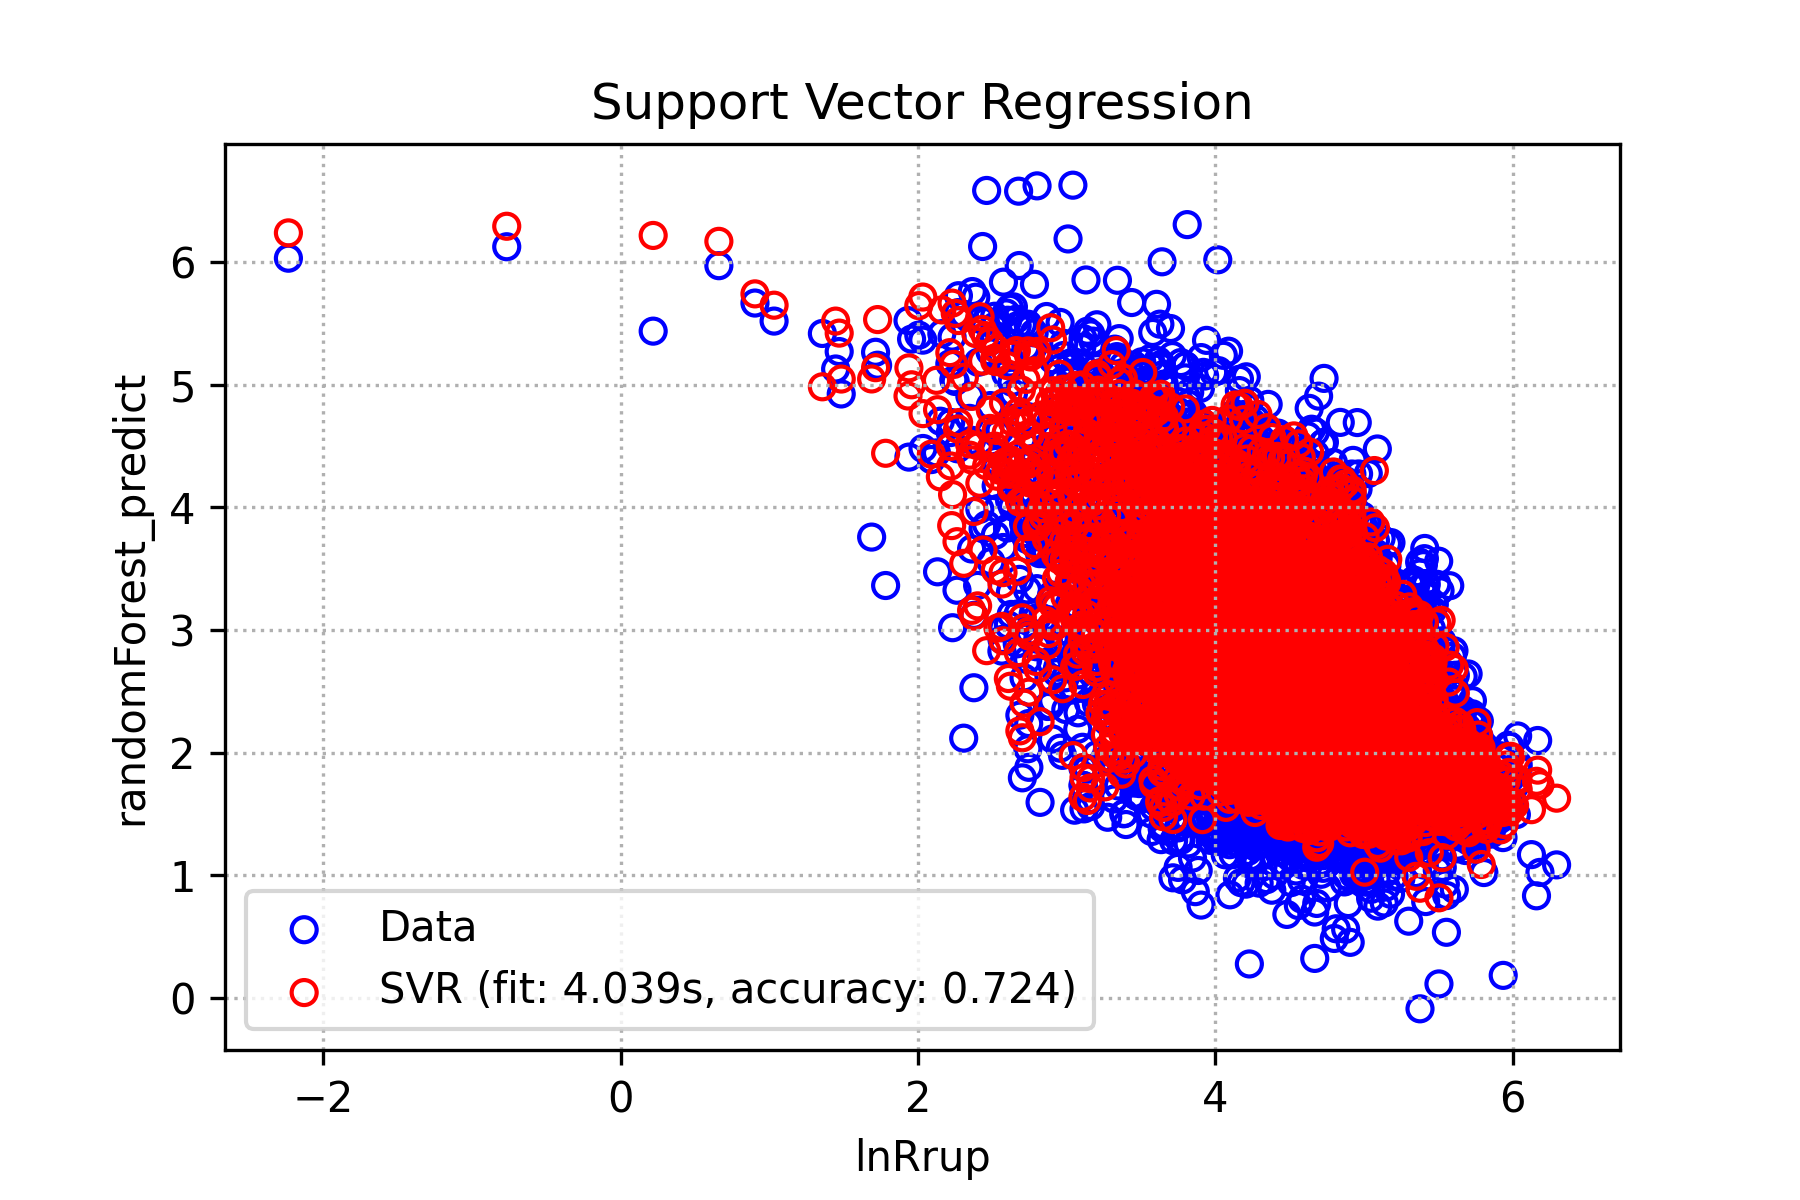 Support Vector Regression
randomForest_predict
6
5
4
3
2
1
0
Data
SVR (fit: 4.039s, accuracy: 0.724)
−2 0 2 4 6
lnRrup